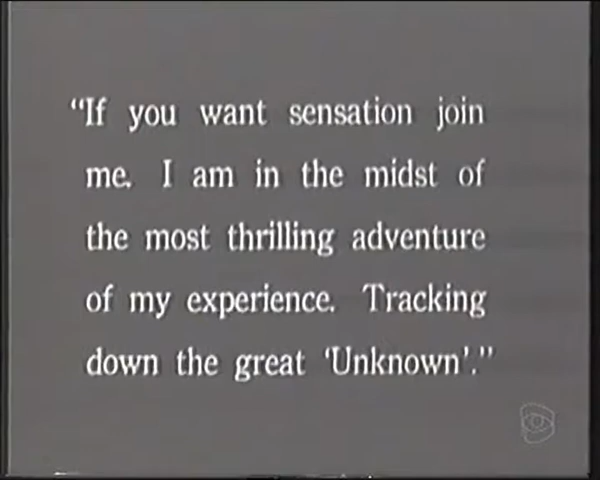 “If you want sensation join
me. I am in the midst of
the most thrilling adventure
of my experience. Tracking
down the great ‘Unknown’.”